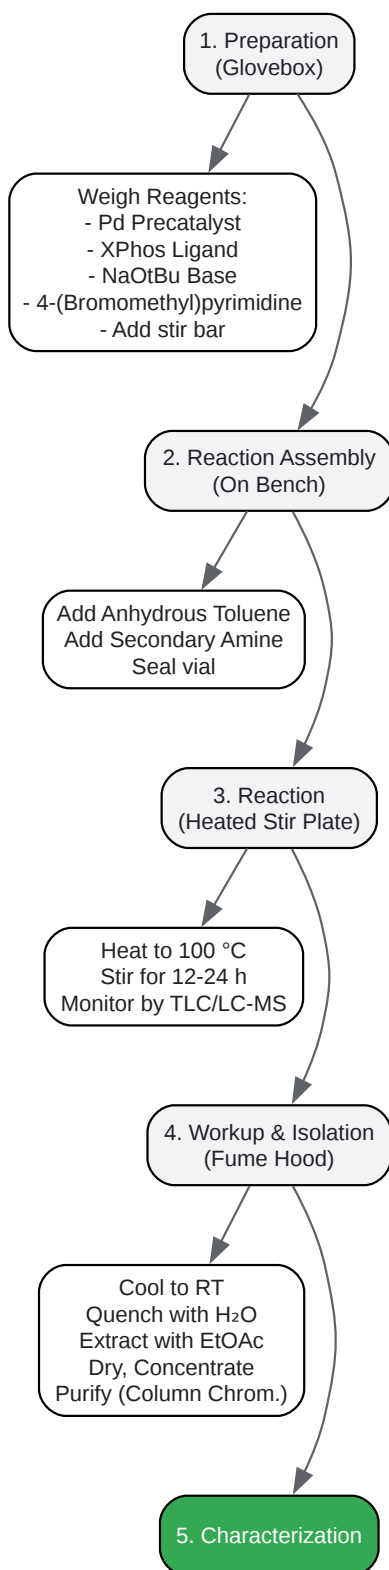 1. Preparation
(Glovebox)
Weigh Reagents:
- Pd Precatalyst
- XPhos Ligand
- NaOtBu Base
- 4-(Bromomethyl)pyrimidine
- Add stir bar
2. Reaction Assembly
(On Bench)
Add Anhydrous Toluene
Add Secondary Amine
Seal vial
3. Reaction
(Heated Stir Plate)
Heat to 100 °C
Stir for 12-24 h
Monitor by TLC/LC-MS
4. Workup & Isolation
(Fume Hood)
Cool to RT
Quench with H₂O
Extract with EtOAc
Dry, Concentrate
Purify (Column Chrom.)
5. Characterization